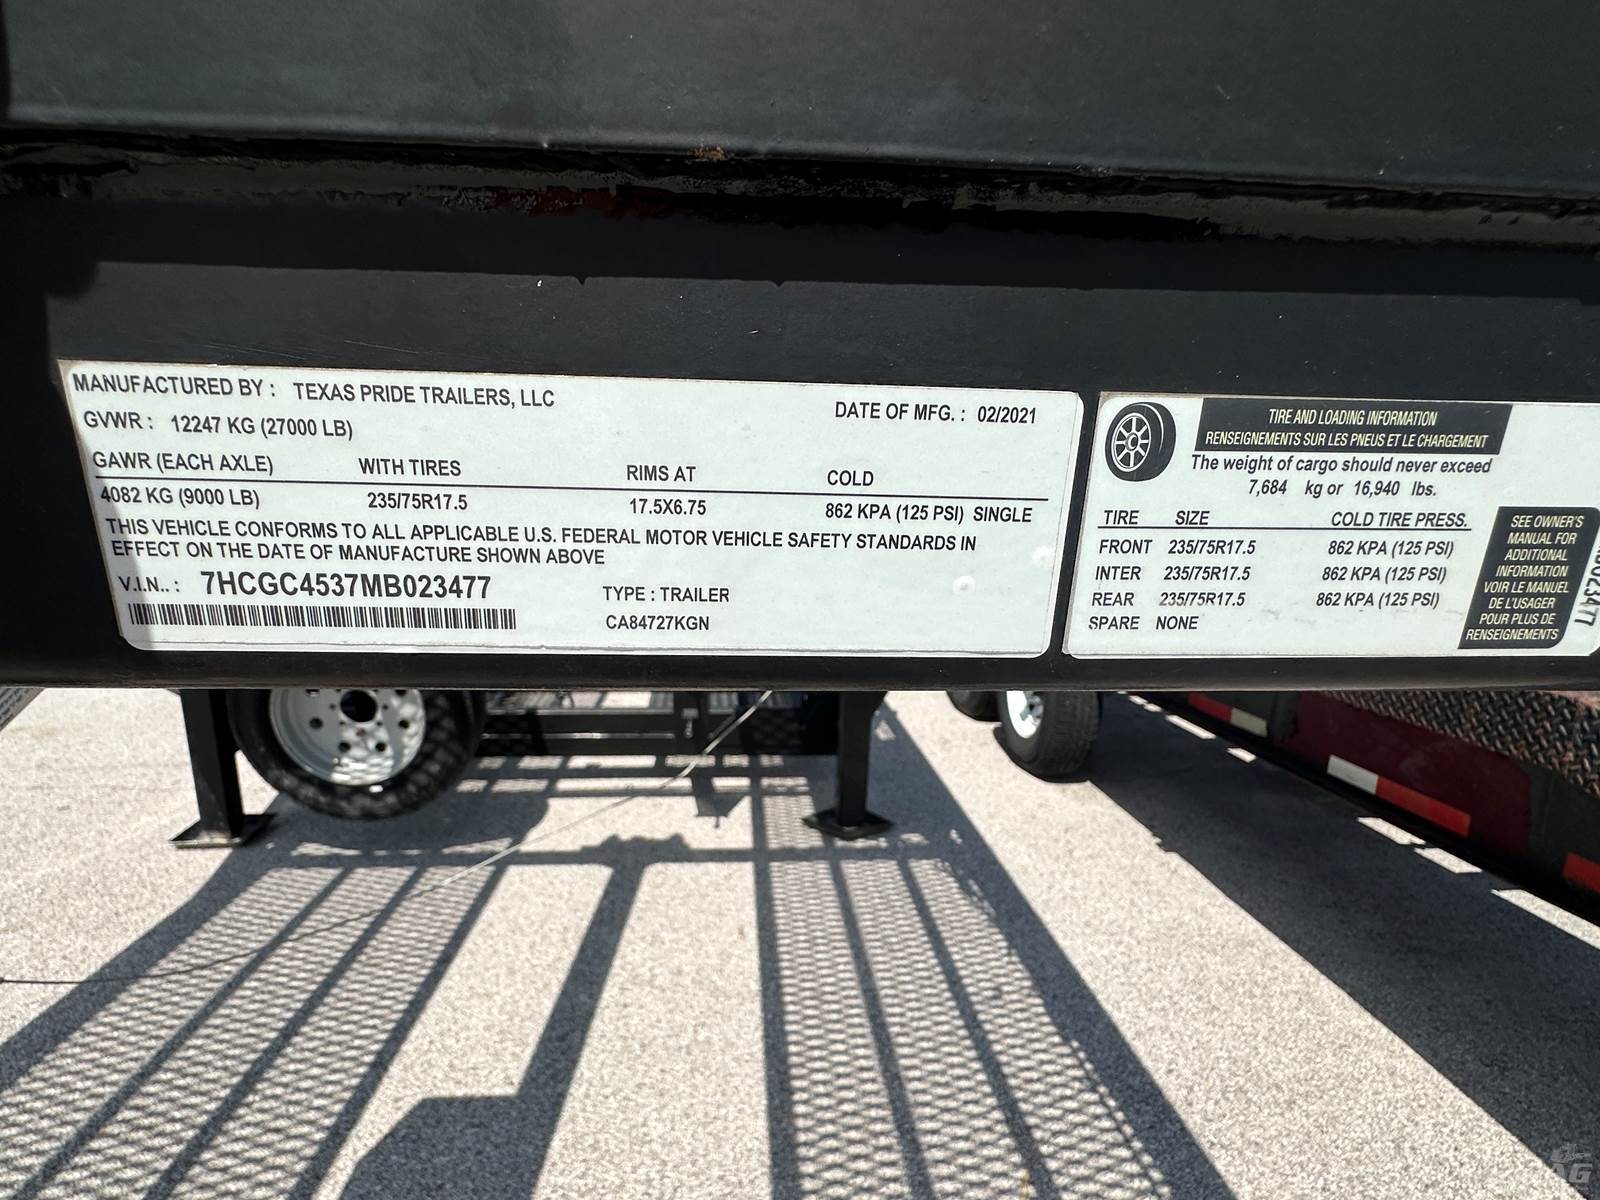 MANUFACTURED BY : TEXAS PRIDE TRAILERS, LLC
DATE OF MFG. : 02/2021
GVWR : 12247 KG (27000 LB)
GAWR (EACH AXLE) WITH TIRES RIMS AT COLD
4082 KG (9000 LB) 235/75R17.5 17.5X6.75 862 KPA (125 PSI) SINGLE
THIS VEHICLE CONFORMS TO ALL APPLICABLE U.S. FEDERAL MOTOR VEHICLE SAFETY STANDARDS IN
EFFECT ON THE DATE OF MANUFACTURE SHOWN ABOVE
V.I.N.. : 7HCGC4537MB023477 TYPE : TRAILER
CA84727KGN
TIRE AND LOADING INFORMATION
RENSEIGNEMENTS SUR LES PNEUS ET LE CHARGEMENT
The weight of cargo should never exceed
7,684 kg or 16,940 lbs.
TIRE SIZE COLD TIRE PRESS.
FRONT 235/75R17.5 862 KPA (125 PSI)
INTER 235/75R17.5 862 KPA (125 PSI)
REAR 235/75R17.5 862 KPA (125 PSI)
SPARE NONE
SEE OWNER'S
MANUAL FOR
ADDITIONAL
INFORMATION
VOIR LE MANUEL
DE L'USAGER
POUR PLUS DE
RENSEIGNEMENTS
AG